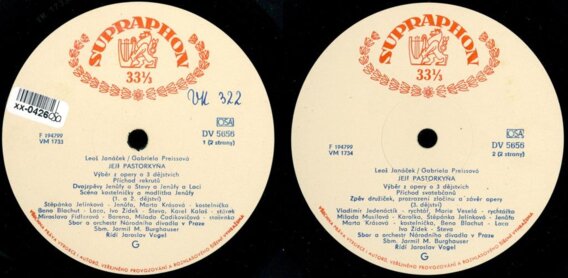 SUPRAPHON
33⅓
xx-04260
VK 322
ČSA
F 194799
VM 1733
DV 5656
1 (2 strany)
Leoš Janáček / Gabriela Preissová
JEJÍ PASTORKYŇA
Výběr z opery o 3 dějstvích
Příchod rekrutů
Dvojzpěvy Jenůfy a Števy a Jenůfy a Laci
Scéna kostelničky a modlitba Jenůfy
(1. a 2. dějství)
Štěpánka Jelínková - Jenůfa, Marta Krásová - kostelnička
Beno Blachut - Laca, Ivo Žídek - Števa, Karel Kalaš - stárek
Miroslava Fidlerová - Barena, Milada Čadikovičová - stařenka
Sbor a orchestr Národního divadla v Praze
Sbm. Jarmil M. Burghauser
Řídí Jaroslav Vogel
G
SUPRAPHON
33⅓
ČSA
F 194799
VM 1734
DV 5656
2 (2 strany)
Leoš Janáček / Gabriela Preissová
JEJÍ PASTORKYŇA
Výběr z opery o 3 dějstvích
Příchod svatebčanů
Zpěv družiček, prozrazení zločinu a závěr opery
(3. dějství)
Vladimír Jedenáctík - rychtář, Marie Veselá - rychtářka
Milada Musilová - Karolka, Štěpánka Jelínková - Jenůfa
Marta Krásová - kostelnička, Beno Blachut - Laca
Ivo Žídek - Števa
Sbor a orchestr Národního divadla v Praze
Sbm. Jarmil M. Burghauser
Řídí Jaroslav Vogel
G